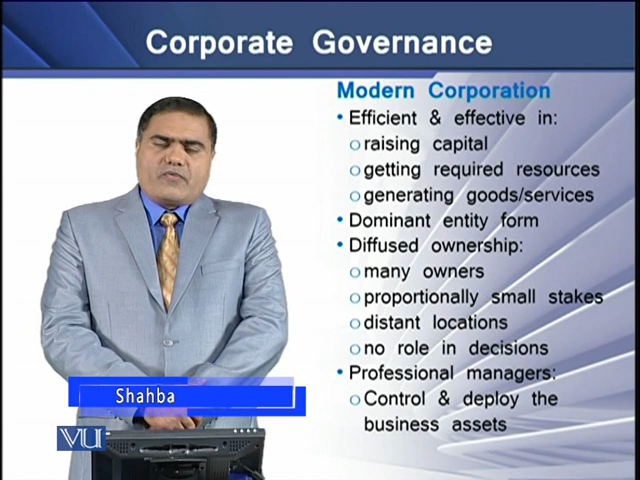 Corporate Governance
Modern Corporation
• Efficient & effective in:
o raising capital
o getting required resources
o generating goods/services
• Dominant entity form
• Diffused ownership:
o many owners
o proportionally small stakes
o distant locations
o no role in decisions
• Professional managers:
o Control & deploy the
business assets
Shahba
VU